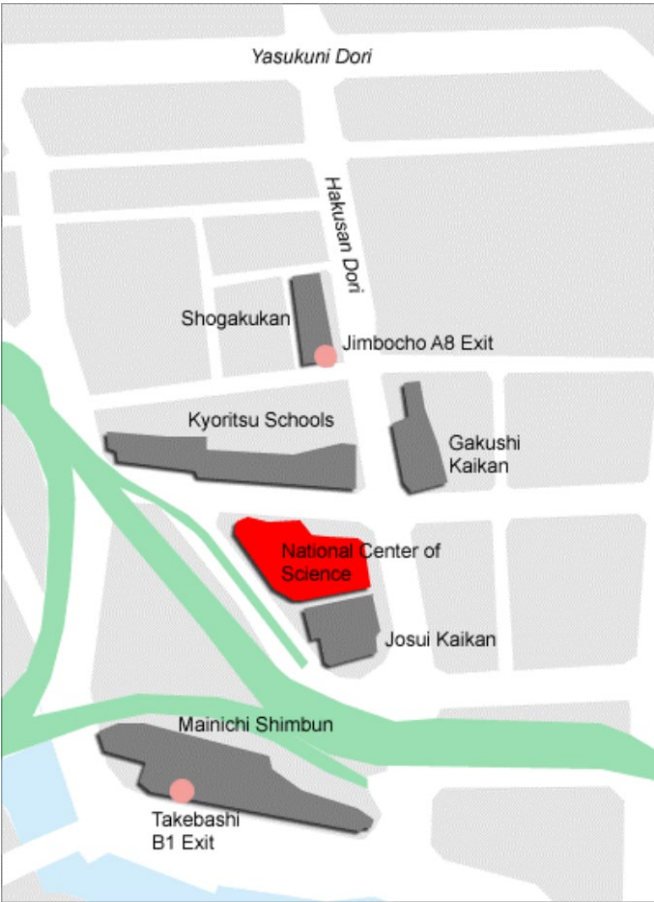 Yasukuni Dori
Hakusan Dori
Shogakukan
Jimbocho A8 Exit
Kyoritsu Schools
Gakushi
Kaikan
National Center of
Science
Josui Kaikan
Mainichi Shimbun
Takebashi
B1 Exit